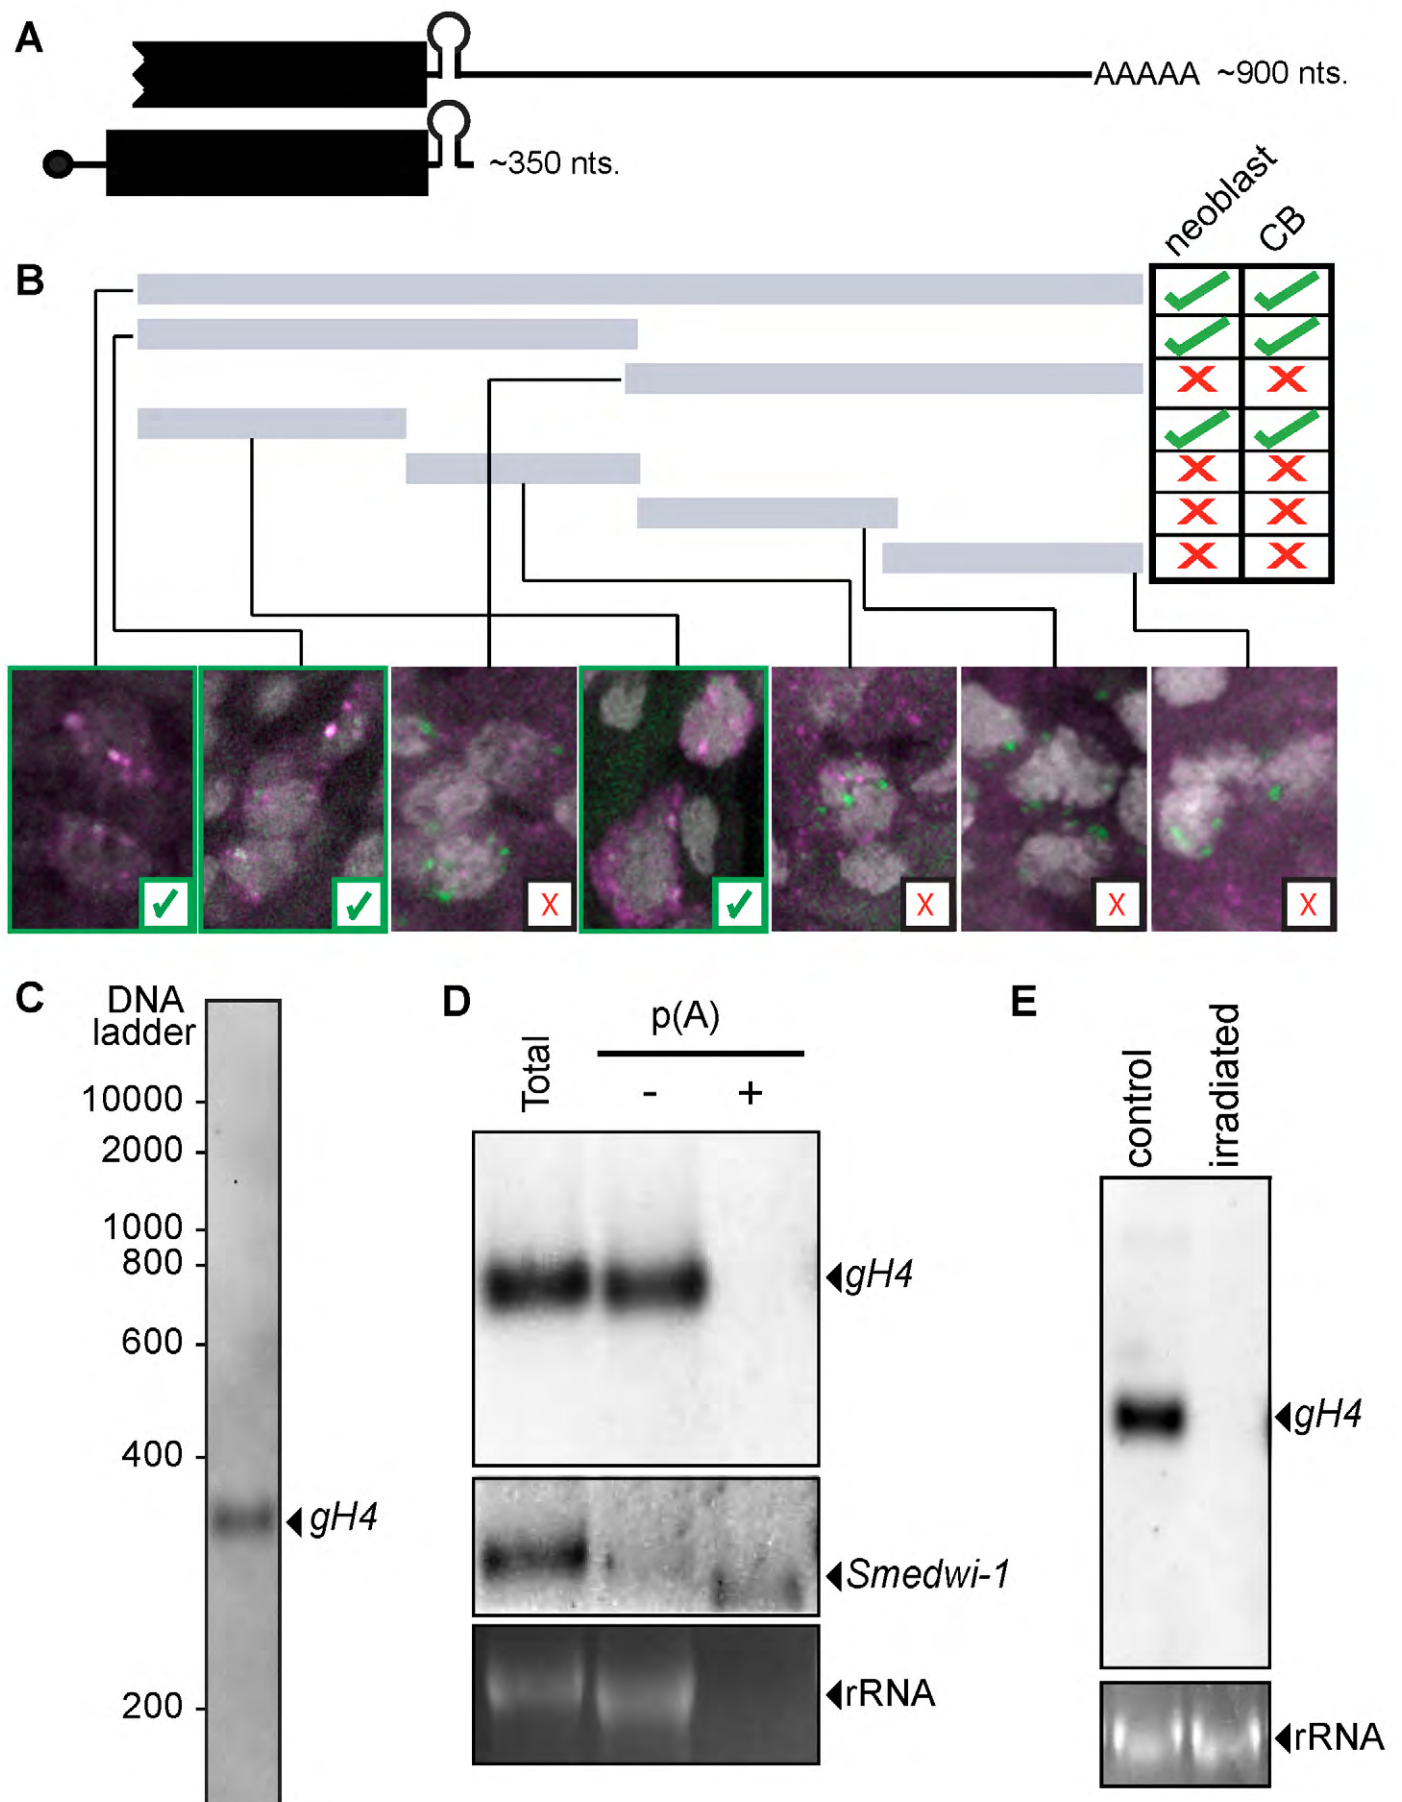 A
AAAAA ~900 nts.
~350 nts.
neoblast
CB
B
X
X
X
X
C
DNA
ladder
10000
2000
1000
800
600
400
200
gH4
D
p(A)
Total
-
+
gH4
Smedwi-1
rRNA
E
control
irradiated
gH4
rRNA